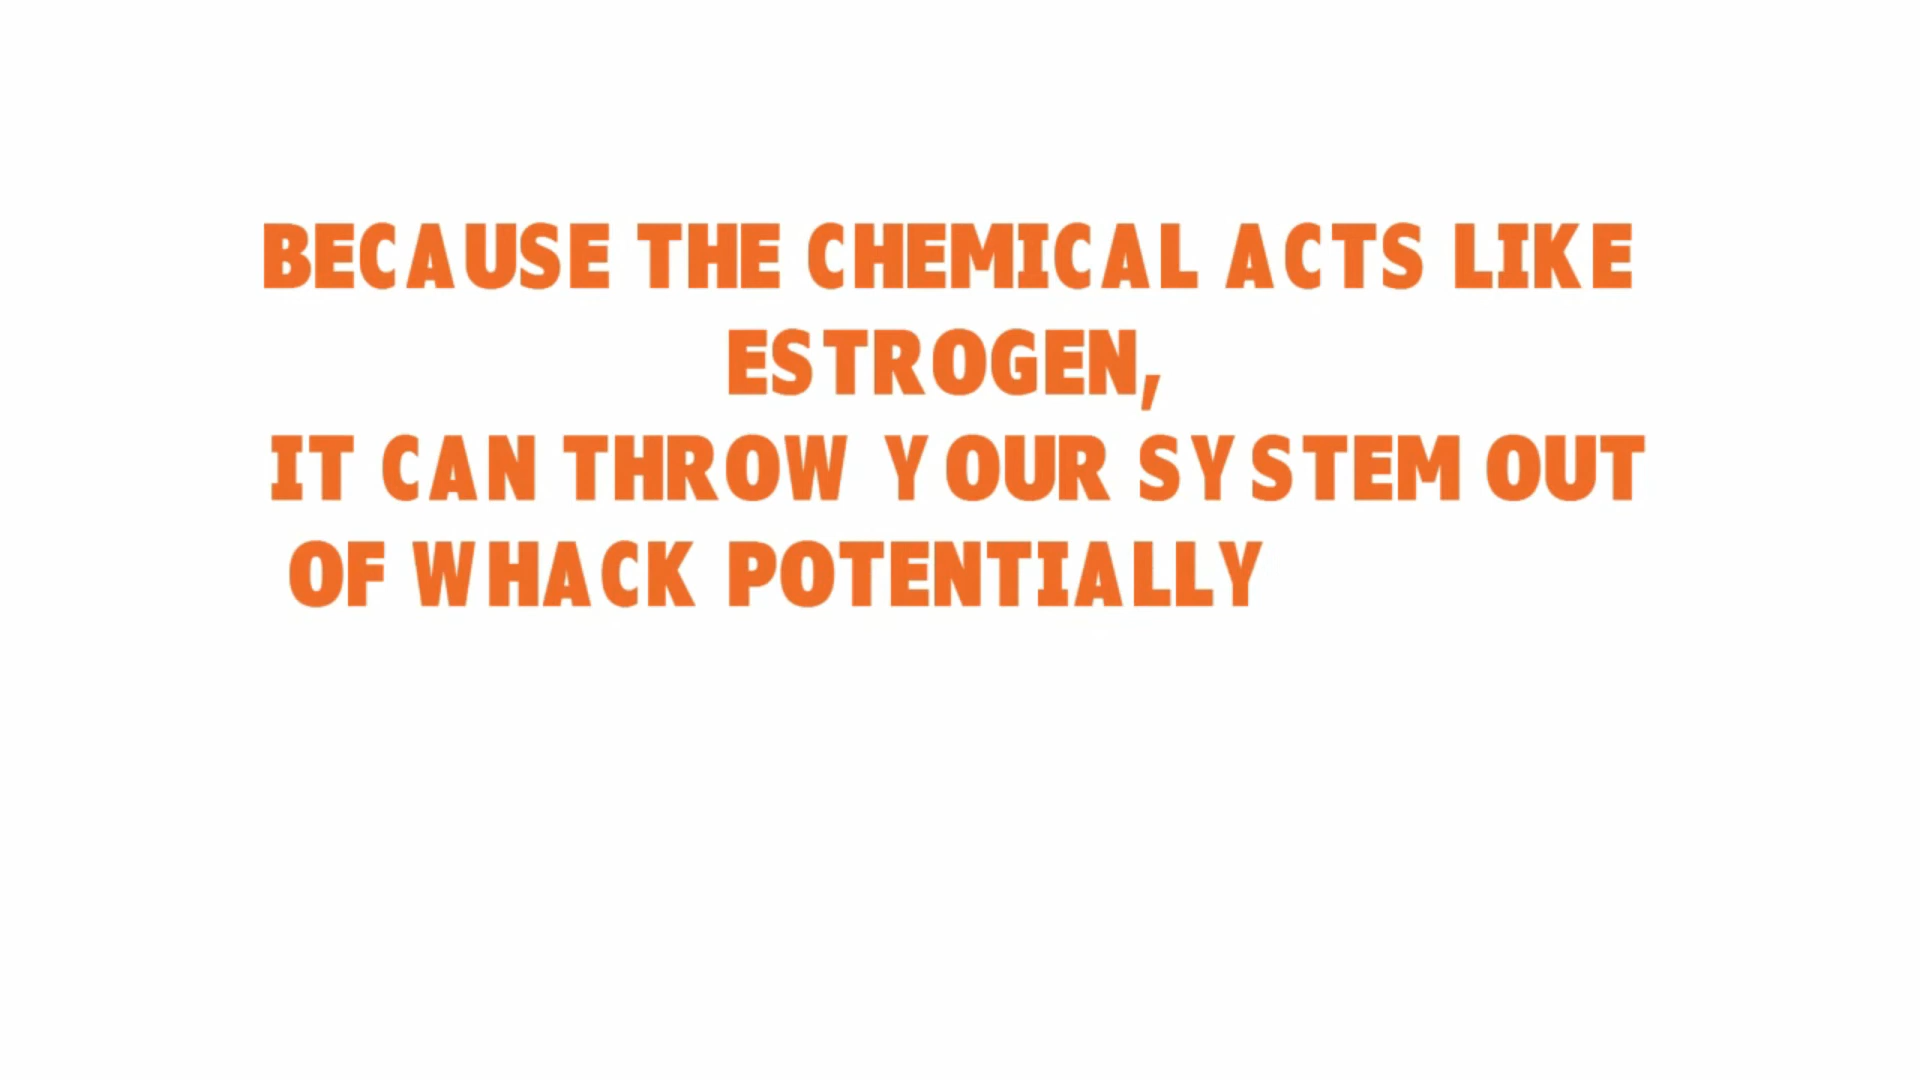 BECAUSE THE CHEMICAL ACTS LIKE
ESTROGEN,
IT CAN THROW YOUR SYSTEM OUT
OF WHACK POTENTIALLY